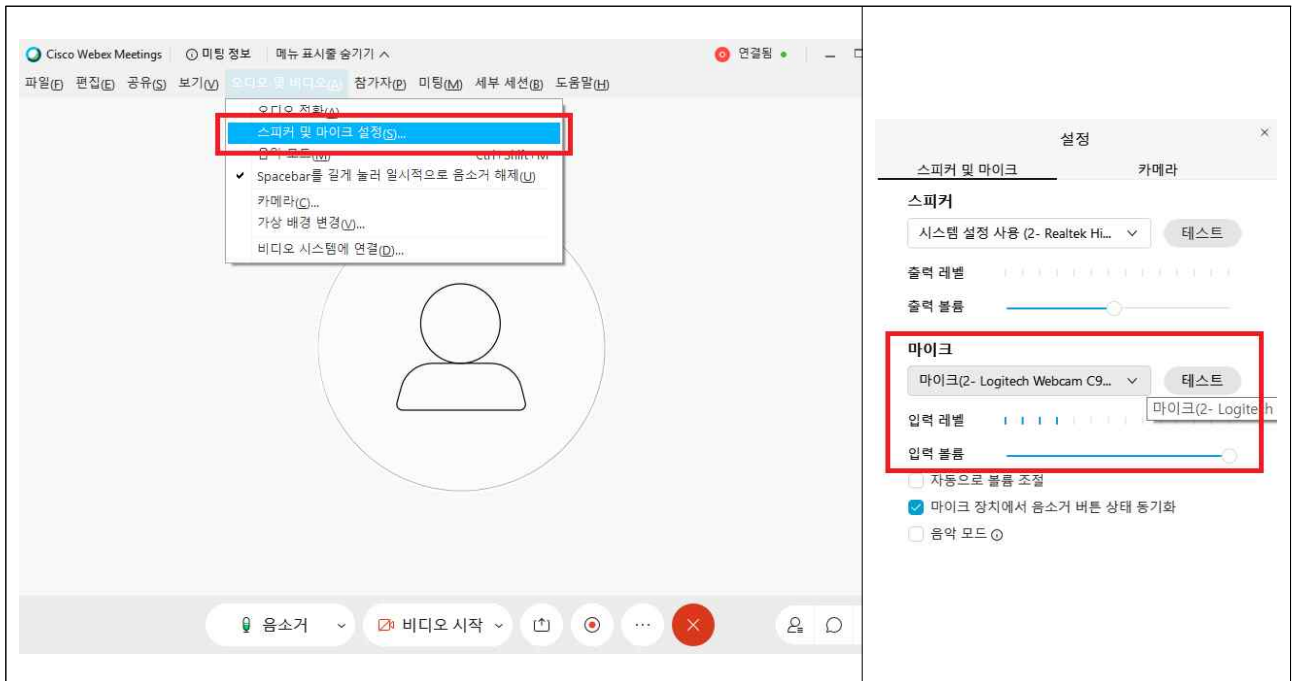 Cisco Webex Meetings 미팅 정보 메뉴 표시줄 숨기기 연결됨
파일(F) 편집(E) 공유(S) 보기(V) 오디오 및 비디오(A) 참가자(P) 미팅(M) 세부 세션(B) 도움말(H)
오디오 전환(A)
스피커 및 마이크 설정(S)...
음악 모드(M) Ctrl+Shift+M
Spacebar를 길게 눌러 일시적으로 음소거 해제(U)
카메라(C)...
가상 배경 변경(V)...
비디오 시스템에 연결(D)...
음소거 비디오 시작
설정
스피커 및 마이크 카메라
스피커
시스템 설정 사용 (2- Realtek Hi... 테스트
출력 레벨
출력 볼륨
마이크
마이크(2- Logitech Webcam C9... 테스트
마이크(2- Logitech
입력 레벨
입력 볼륨
자동으로 볼륨 조절
마이크 장치에서 음소거 버튼 상태 동기화
음악 모드